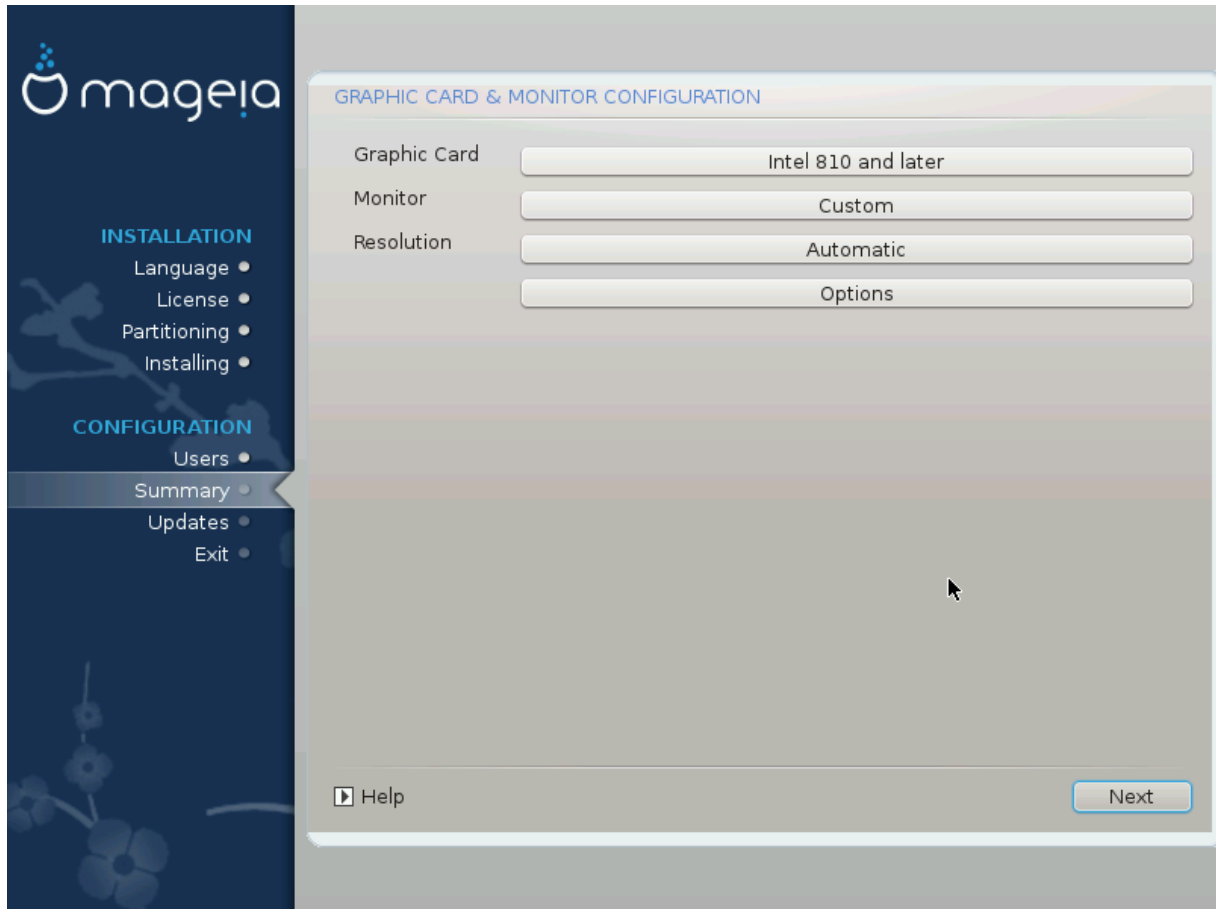 mageia
INSTALLATION
Language
License
Partitioning
Installing
CONFIGURATION
Users
Summary
Updates
Exit
GRAPHIC CARD & MONITOR CONFIGURATION
Graphic Card Intel 810 and later
Monitor Custom
Resolution Automatic
Options
Help Next